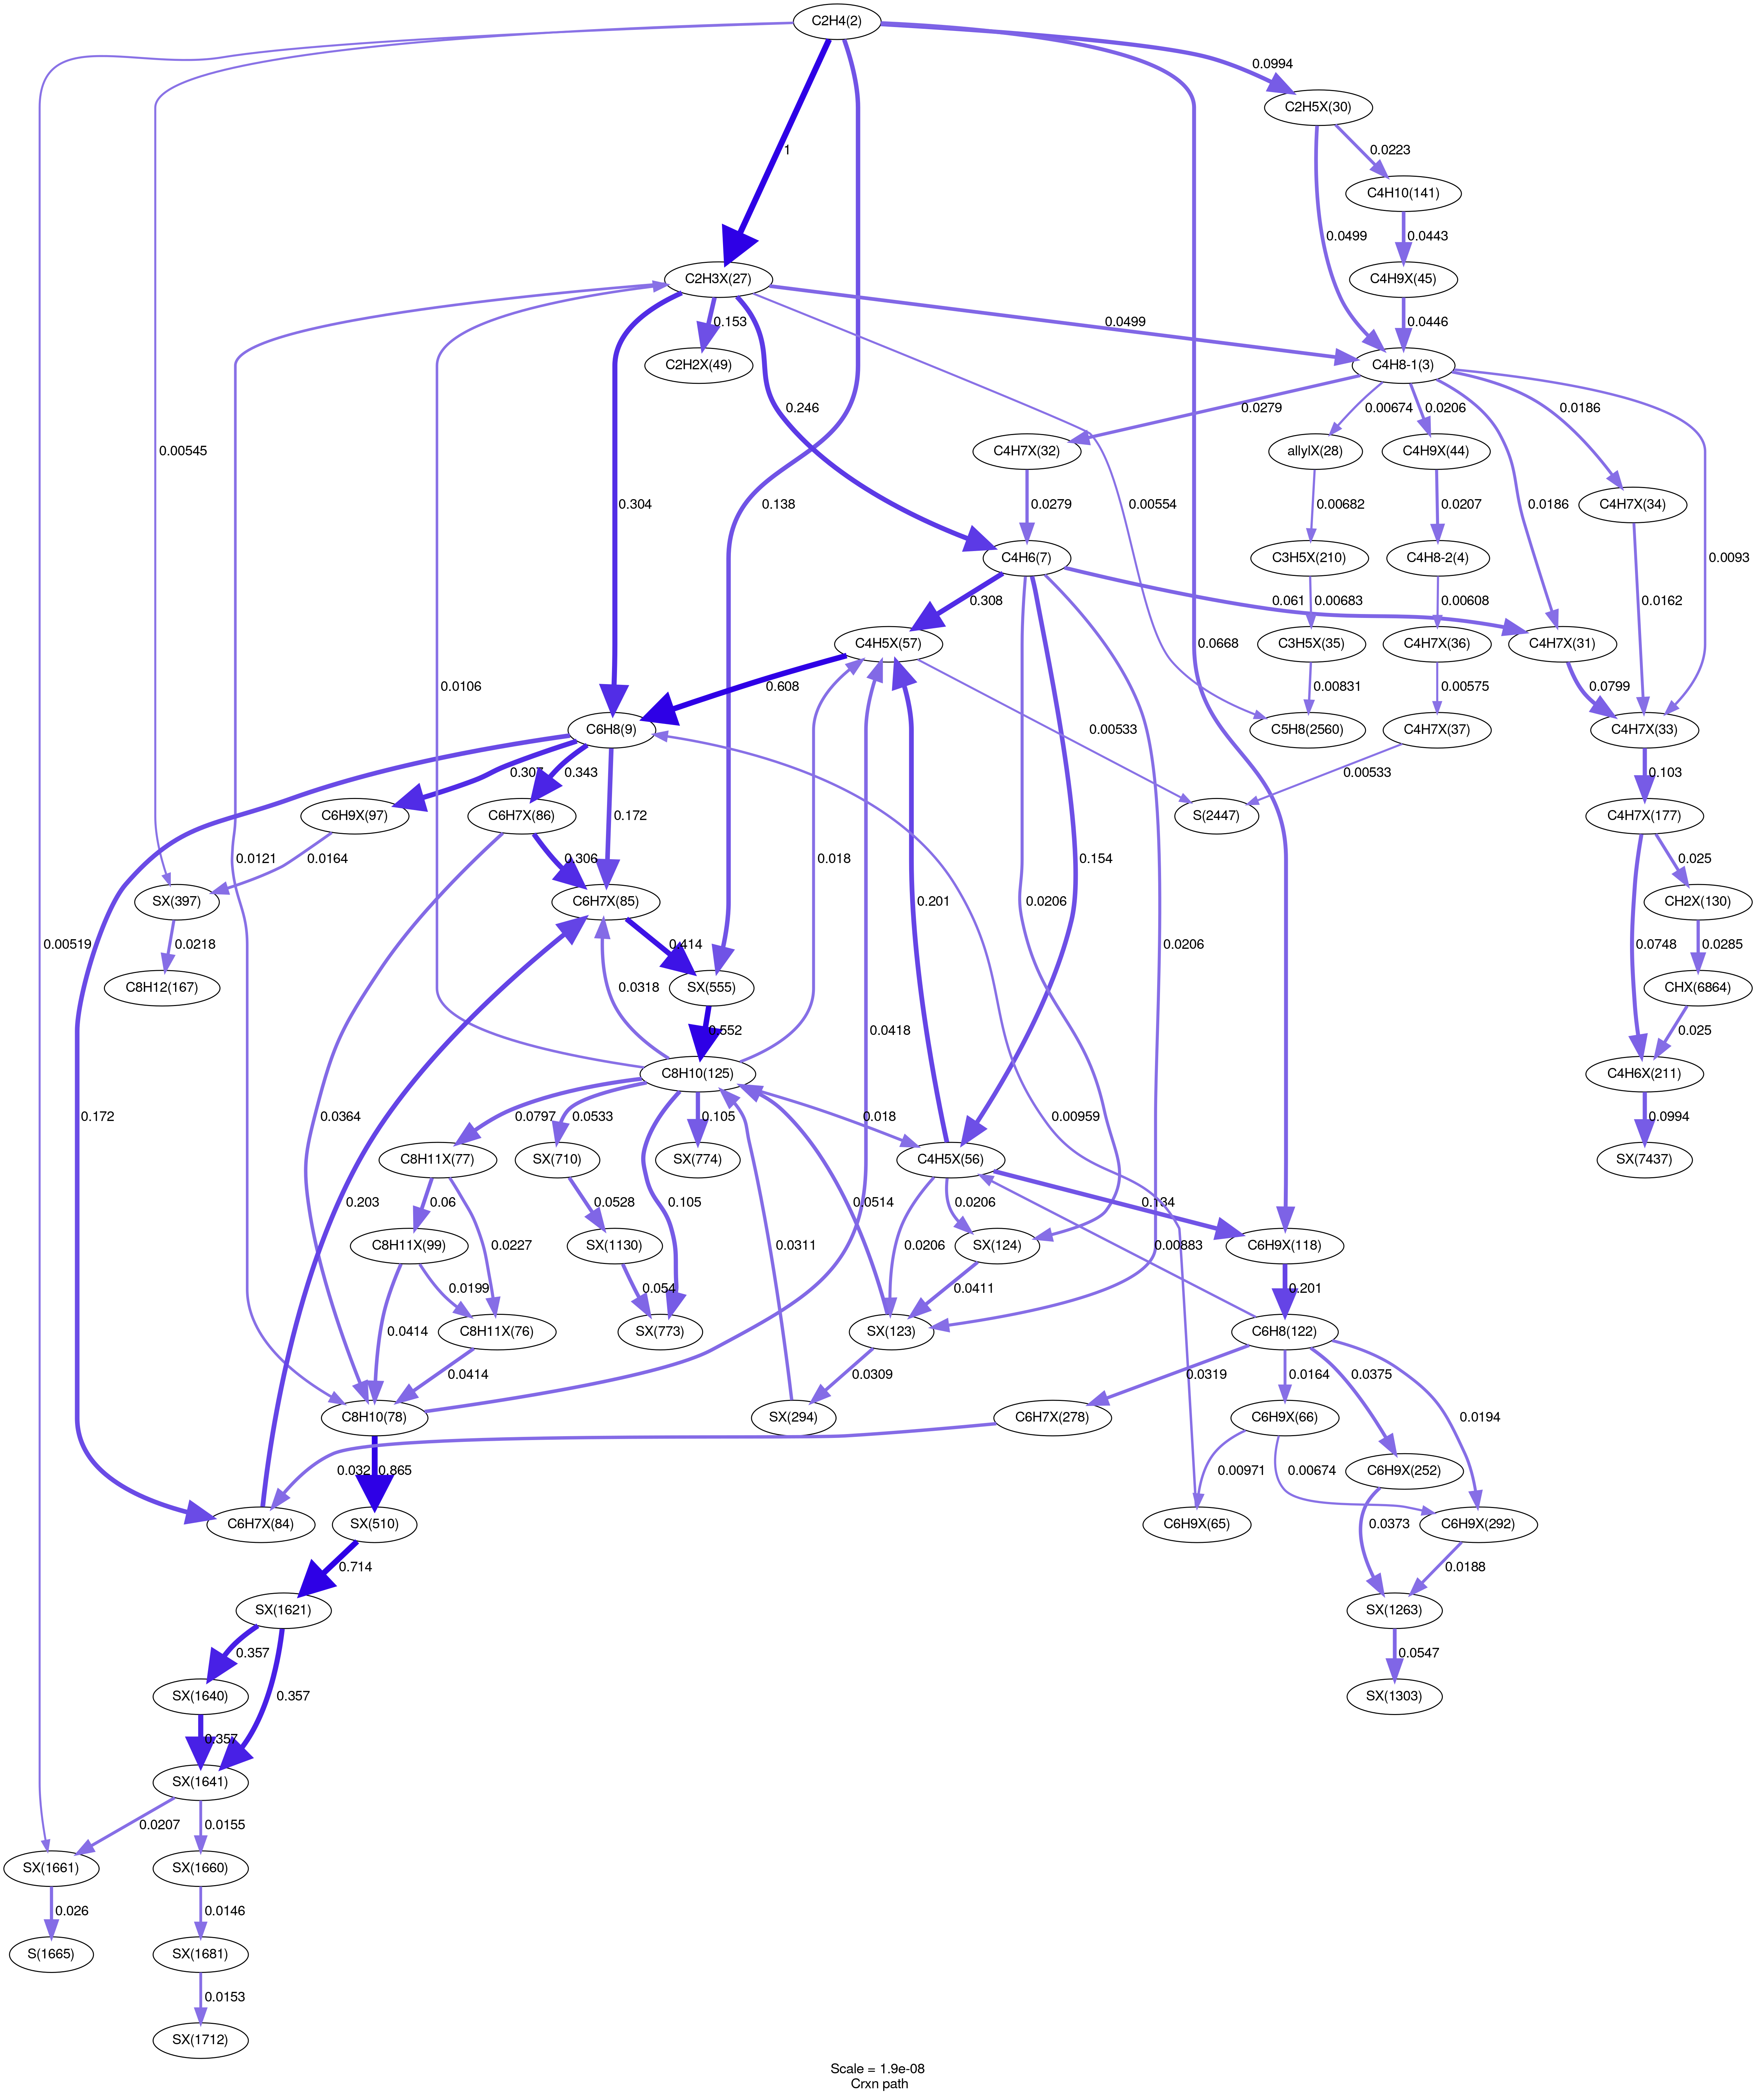 C2H4(2)
0.0994
C2H5X(30)
1
0.0223
C4H10(141)
0.0499
0.0443
C2H3X(27)
C4H9X(45)
0.153
0.0499
0.0446
C2H2X(49)
C4H8-1(3)
0.246
0.0279
0.00674
0.0206
0.0186
0.00545
C4H7X(32)
allylX(28)
C4H9X(44)
0.304
0.138
0.0279
0.00554
0.00682
0.0207
0.0186
C4H7X(34)
C4H6(7)
C3H5X(210)
C4H8-2(4)
0.0093
0.308
0.061
0.00683
0.00608
0.0162
C4H5X(57)
0.0668
C3H5X(35)
C4H7X(36)
C4H7X(31)
0.608
0.0106
0.00831
0.00575
0.0799
C6H8(9)
C5H8(2560)
C4H7X(37)
C4H7X(33)
0.307
0.343
0.00533
0.00533
0.103
C6H9X(97)
C6H7X(86)
0.172
S(2447)
C4H7X(177)
0.0164
0.0121
0.306
0.018
0.154
0.025
SX(397)
C6H7X(85)
0.201
0.0206
CH2X(130)
0.00519
0.0218
0.414
0.0206
0.0748
0.0285
C8H12(167)
0.0318
SX(555)
CHX(6864)
0.552
0.0418
0.025
C8H10(125)
C4H6X(211)
0.172
0.0364
0.0797
0.0533
0.105
0.018
0.00959
0.0994
C8H11X(77)
SX(710)
SX(774)
C4H5X(56)
SX(7437)
0.203
0.06
0.0528
0.105
0.0514
0.0206
0.134
C8H11X(99)
0.0227
SX(1130)
0.0311
0.0206
SX(124)
0.00883
C6H9X(118)
0.0199
0.054
0.0411
0.201
0.0414
C8H11X(76)
SX(773)
SX(123)
C6H8(122)
0.0414
0.0309
0.0319
0.0164
0.0375
C8H10(78)
SX(294)
C6H7X(278)
C6H9X(66)
0.0194
0.032
0.865
0.00971
0.00674
C6H9X(252)
C6H7X(84)
SX(510)
C6H9X(65)
0.0373
C6H9X(292)
0.714
0.0188
SX(1621)
SX(1263)
0.357
0.357
0.0547
SX(1640)
SX(1303)
0.357
SX(1641)
0.0207
0.0155
SX(1661)
SX(1660)
0.026
0.0146
S(1665)
SX(1681)
0.0153
SX(1712)
Scale = 1.9e-08
Crxn path